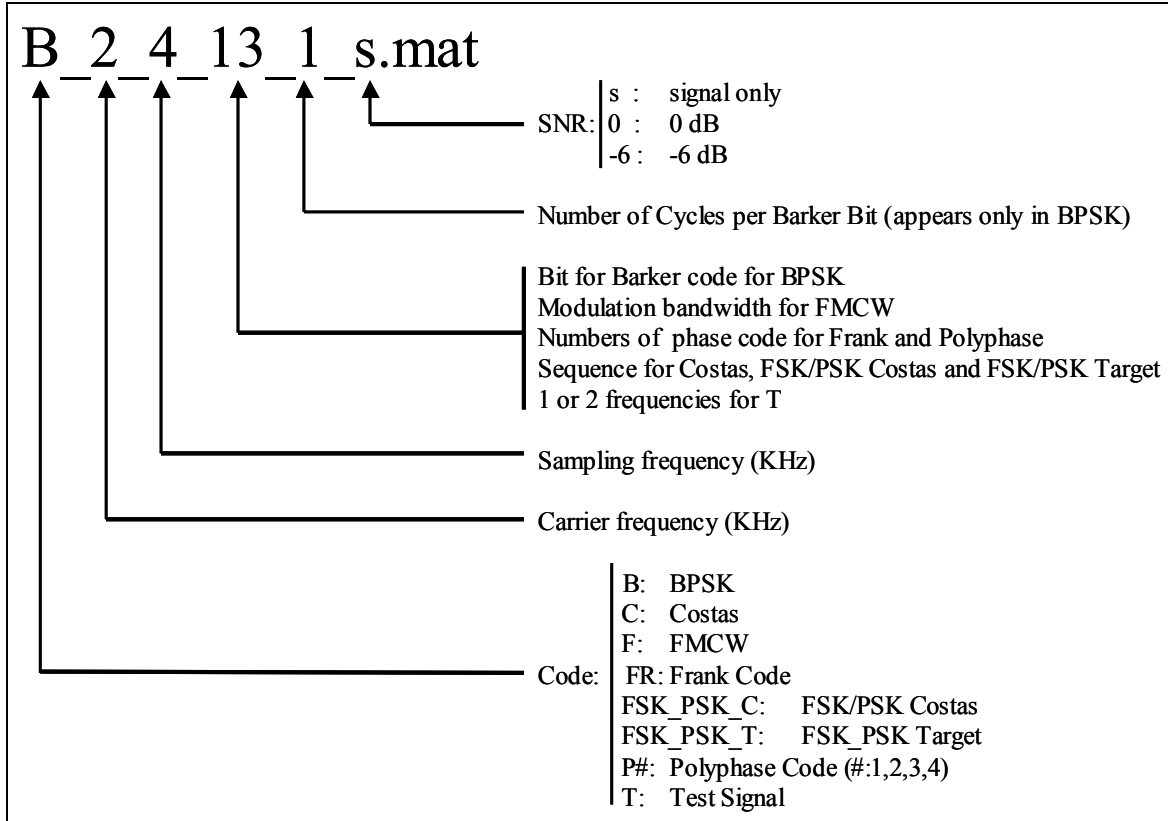 B_2_4_13_1_s.mat
s : signal only
SNR: 0 : 0 dB
-6 : -6 dB
Number of Cycles per Barker Bit (appears only in BPSK)
Bit for Barker code for BPSK
Modulation bandwidth for FMCW
Numbers of phase code for Frank and Polyphase
Sequence for Costas, FSK/PSK Costas and FSK/PSK Target
1 or 2 frequencies for T
Sampling frequency (KHz)
Carrier frequency (KHz)
B: BPSK
C: Costas
F: FMCW
Code: FR: Frank Code
FSK_PSK_C: FSK/PSK Costas
FSK_PSK_T: FSK_PSK Target
P#: Polyphase Code (#:1,2,3,4)
T: Test Signal